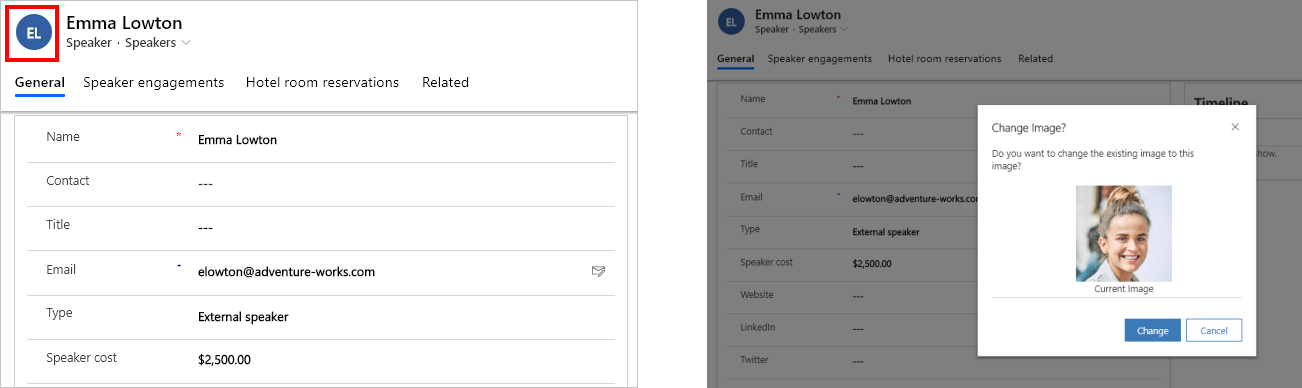 EL
Emma Lowton
Speaker · Speakers
General Speaker engagements Hotel room reservations Related
Name * Emma Lowton
Contact ---
Title ---
Email elowton@adventure-works.com
Type External speaker
Speaker cost $2,500.00
EL
Emma Lowton
Speaker · Speakers
General Speaker engagements Hotel room reservations Related
Name * Emma Lowton
Contact ---
Title ---
Email elowton@adventure-works.co
Type External speaker
Speaker cost $2,500.00
Website ---
LinkedIn ---
Twitter ---
Timeline
show.
Change Image?
Do you want to change the existing image to this
image?
Current Image
Change Cancel